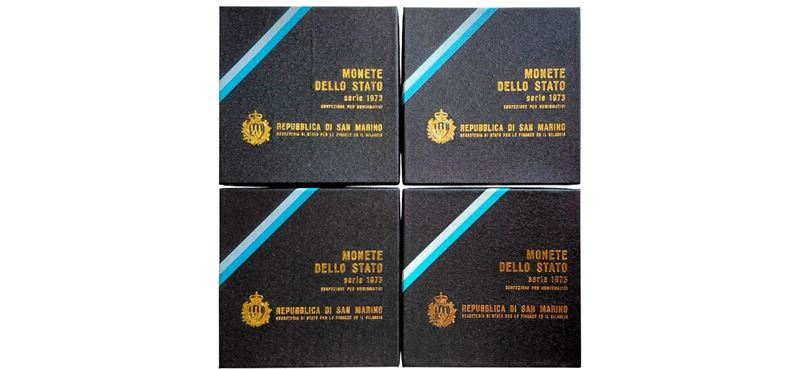 MONETE
DELLO STATO
serie 1973
CONFEZIONE PER NUMISMATICI
REPUBBLICA DI SAN MARINO
SEGRETERIA DI STATO PER LE FINANZE ED IL BILANCIO
MONETE
DELLO STATO
serie 1973
CONFEZIONE PER NUMISMATICI
REPUBBLICA DI SAN MARINO
SEGRETERIA DI STATO PER LE FINANZE ED IL BILANCIO
MONETE
DELLO STATO
serie 1973
CONFEZIONE PER NUMISMATICI
REPUBBLICA DI SAN MARINO
SEGRETERIA DI STATO PER LE FINANZE ED IL BILANCIO
MONETE
DELLO STATO
serie 1975
CONFEZIONE PER NUMISMATICI
REPUBBLICA DI SAN MARINO
SEGRETERIA DI STATO PER LE FINANZE ED IL BILANCIO